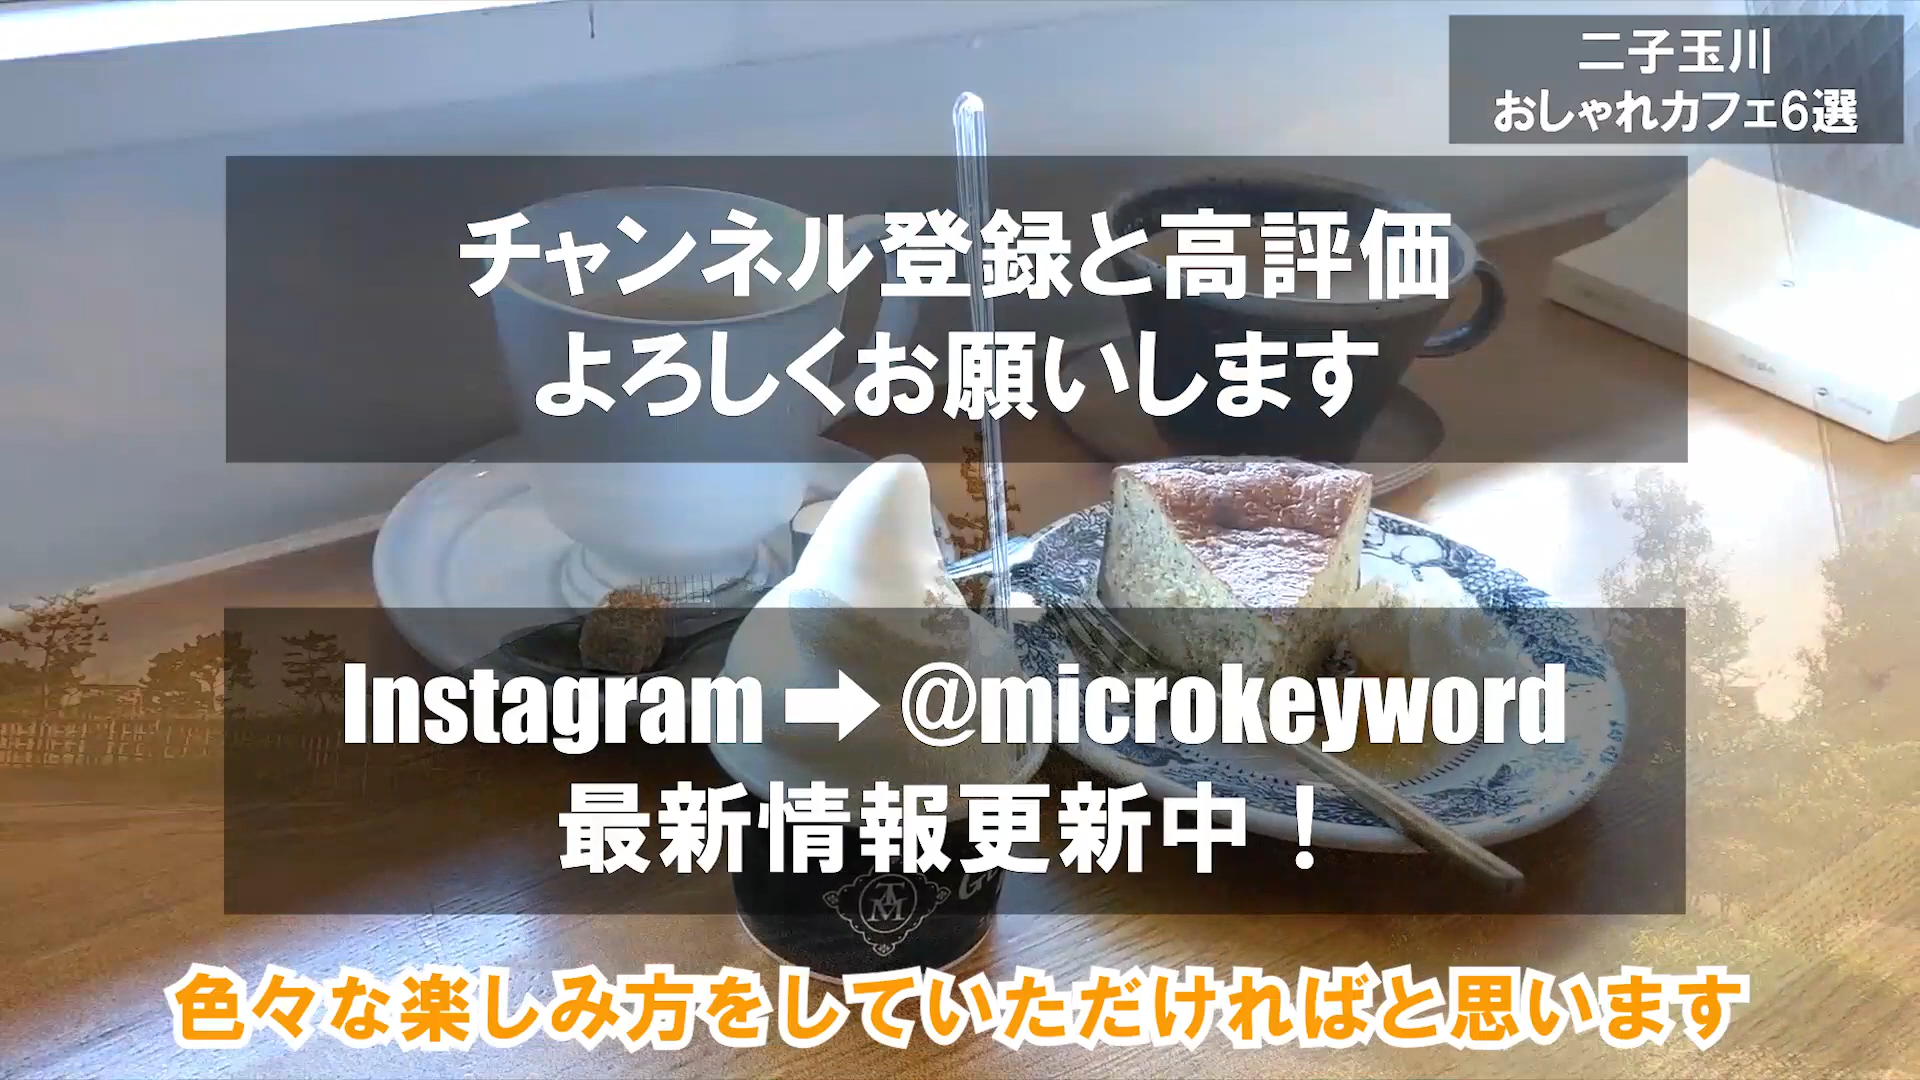 二子玉川
おしゃれカフェ6選
チャンネル登録と高評価
よろしくお願いします
Instagram➡@microkeyword
最新情報更新中！
色々な楽しみ方をしていただければと思います